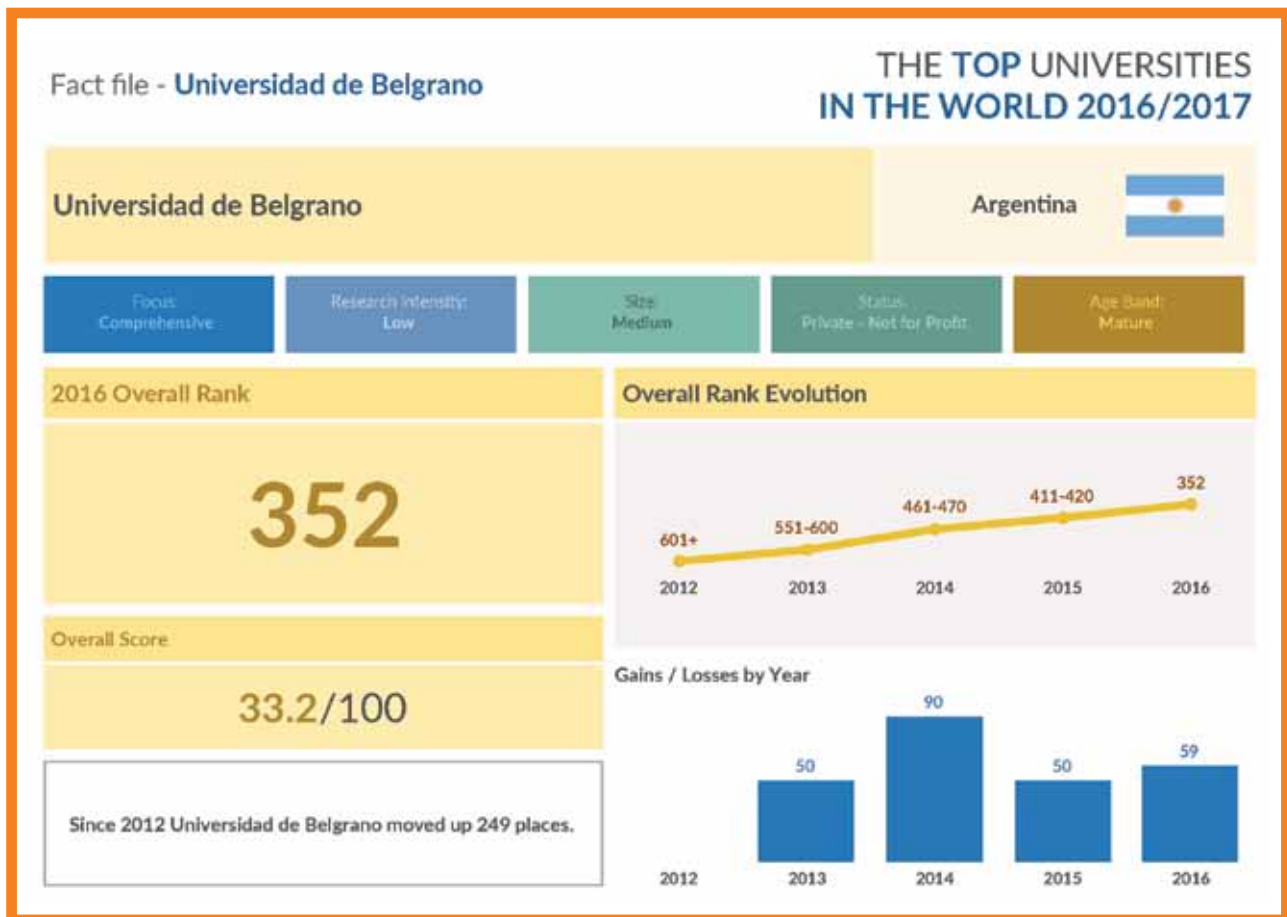 Fact file - Universidad de Belgrano
THE TOP UNIVERSITIES
IN THE WORLD 2016/2017
Universidad de Belgrano
Argentina
Focus:
Comprehensive
Research Intensity:
Low
Size:
Medium
Status:
Private - Not for Profit
Age Band:
Mature
2016 Overall Rank
352
Overall Score
33.2/100
Since 2012 Universidad de Belgrano moved up 249 places.
Overall Rank Evolution
601+
551-600
461-470
411-420
352
2012
2013
2014
2015
2016
Gains / Losses by Year
50
90
50
59
2012
2013
2014
2015
2016